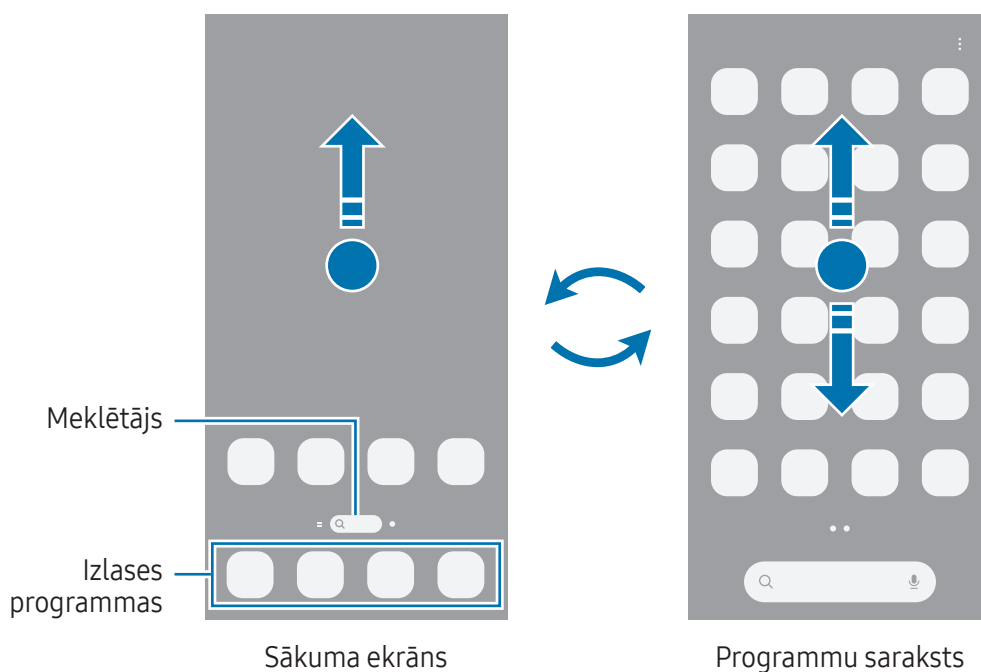 Meklētājs
Izlases
programmas
Sākuma ekrāns
Programmu saraksts